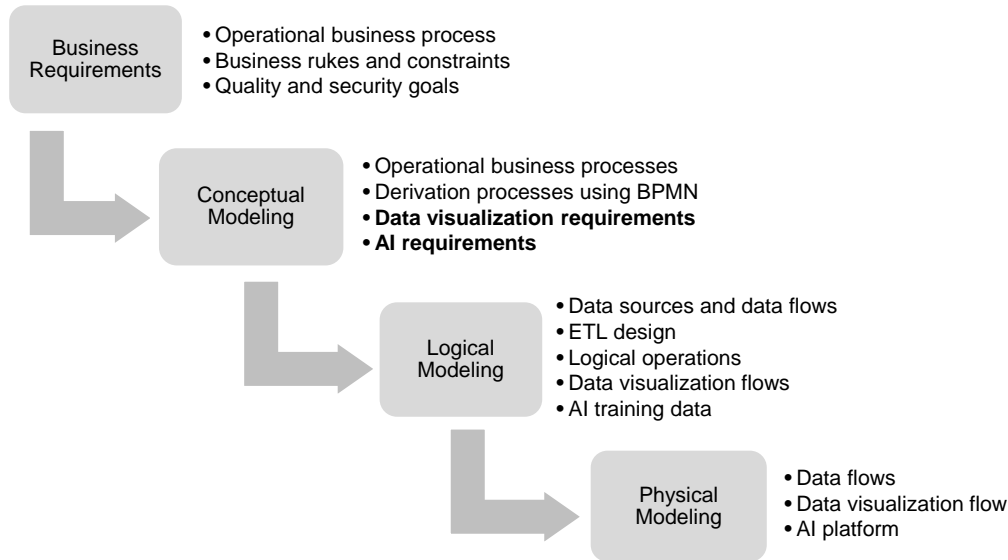 Business
Requirements
• Operational business process
• Business rukes and constraints
• Quality and security goals
Conceptual
Modeling
• Operational business processes
• Derivation processes using BPMN
• Data visualization requirements
• AI requirements
Logical
Modeling
• Data sources and data flows
• ETL design
• Logical operations
• Data visualization flows
• AI training data
Physical
Modeling
• Data flows
• Data visualization flow
• AI platform